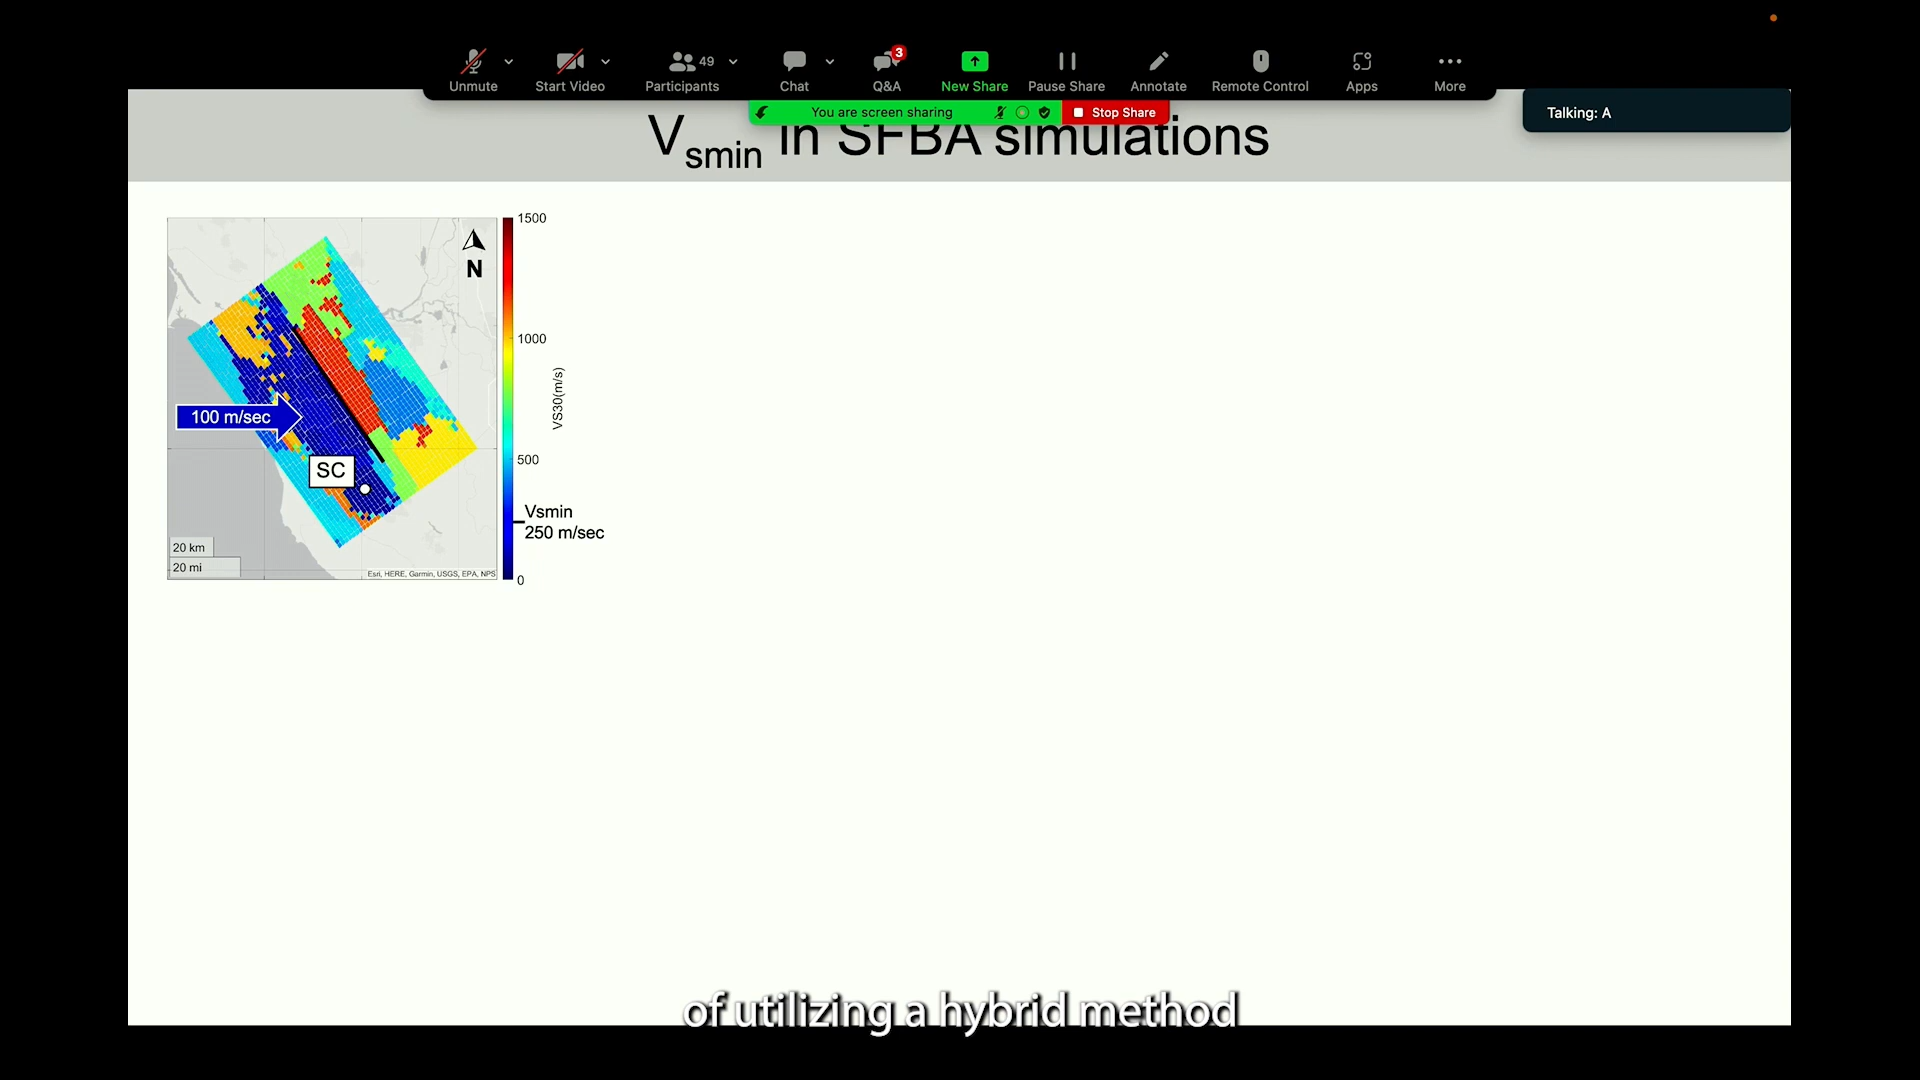 49
3
Unmute
Start Video
Participants
Chat
Q&A
New Share
Pause Share
Annotate
Remote Control
Apps
More
You are screen sharing
Stop Share
Talking: A
Vsmin in SFBA simulations
N
100 m/sec
SC
20 km
20 mi
Esri, HERE, Garmin, USGS, EPA, NPS
1500
1000
500
0
VS30(m/s)
Vsmin
250 m/sec
of utilizing a hybrid method